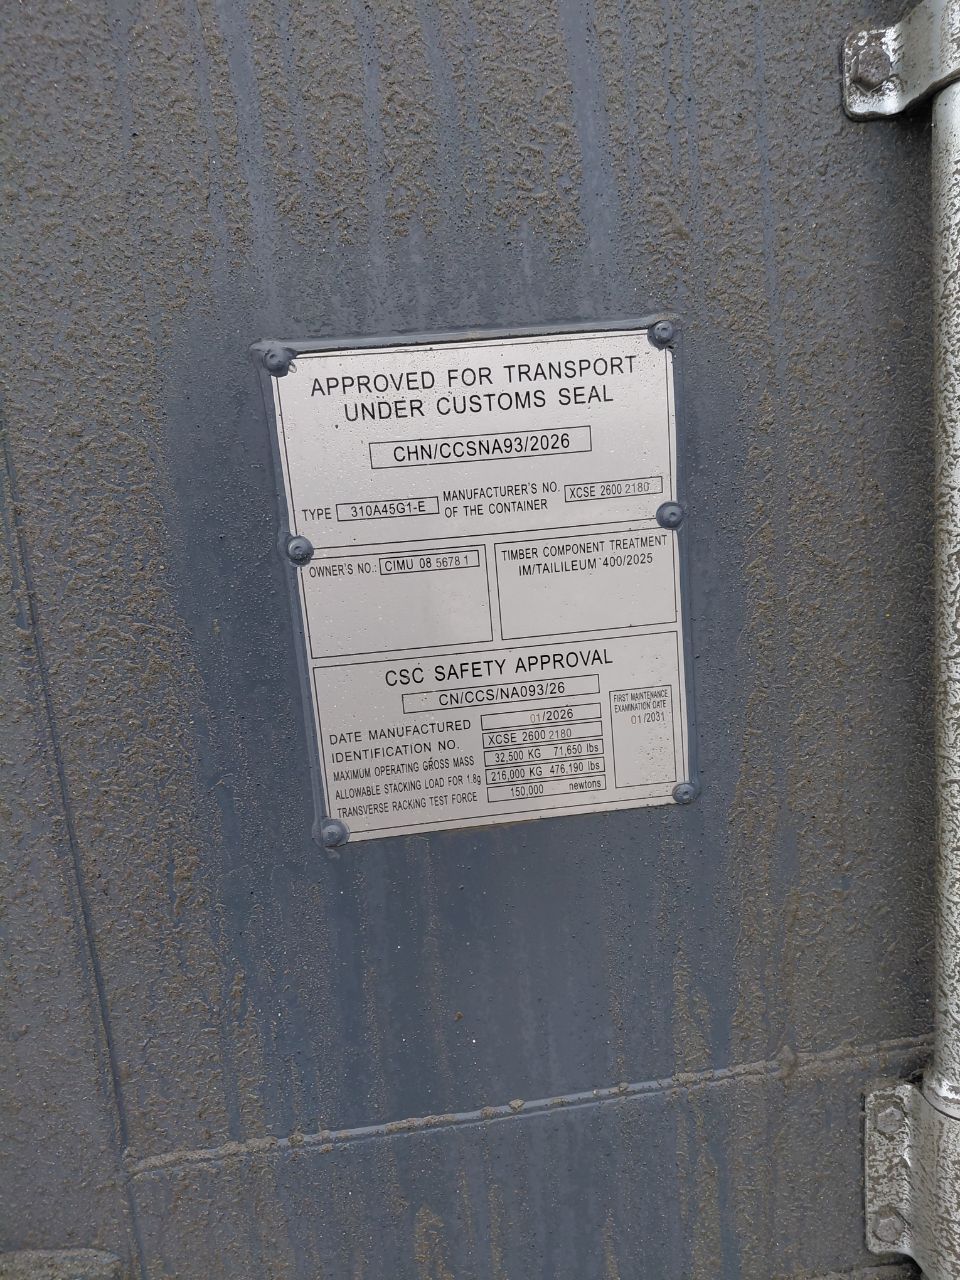 APPROVED FOR TRANSPORT
UNDER CUSTOMS SEAL
CHN/CCSNA93/2026
TYPE 310A45G1-E MANUFACTURER'S NO. OF THE CONTAINER XCSE 2600 2180
OWNER'S NO.: CIMU 08 5678 1
TIMBER COMPONENT TREATMENT
IM/TAILILEUM 400/2025
CSC SAFETY APPROVAL
CN/CCS/NA093/26
DATE MANUFACTURED 01/2026
IDENTIFICATION NO. XCSE 2600 2180
MAXIMUM OPERATING GROSS MASS 32,500 KG 71,650 lbs
ALLOWABLE STACKING LOAD FOR 1.8g 216,000 KG 476,190 lbs
TRANSVERSE RACKING TEST FORCE 150,000 newtons
FIRST MAINTENANCE
EXAMINATION DATE
01/2031